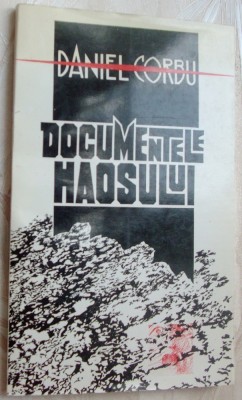 DANIEL CORBU
DOCUMENTELE
HAOSULUI